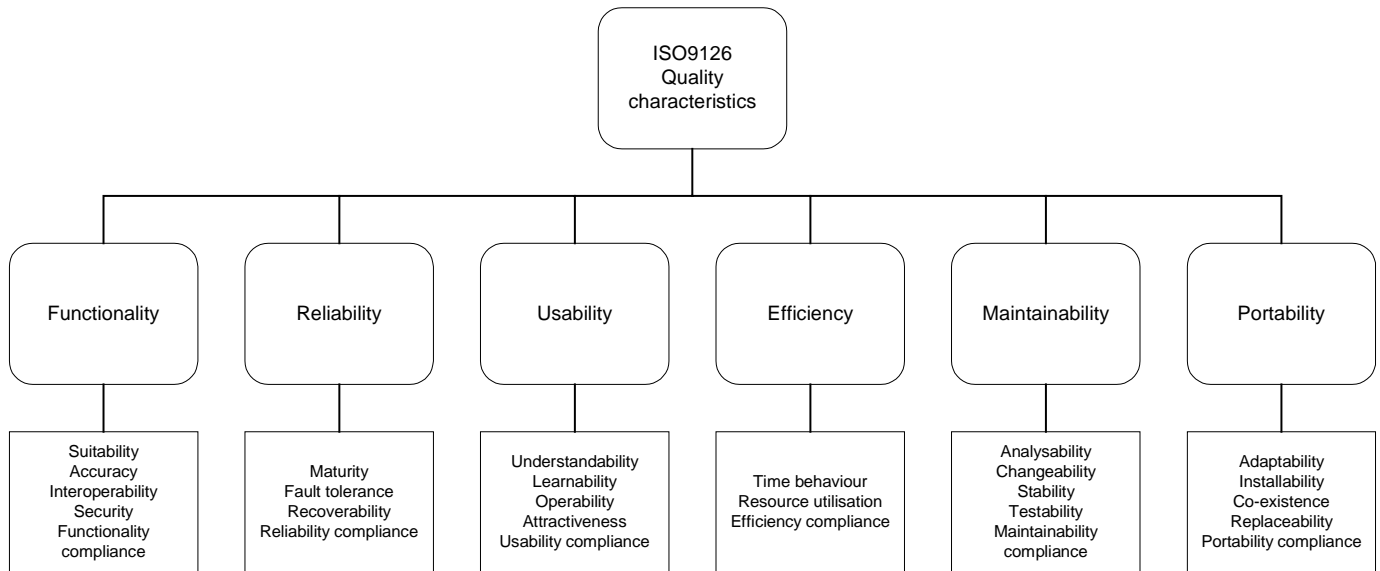 ISO9126
Quality
characteristics
Functionality
Reliability
Usability
Efficiency
Maintainability
Portability
Suitability
Accuracy
Interoperability
Security
Functionality
compliance
Maturity
Fault tolerance
Recoverability
Reliability compliance
Understandability
Learnability
Operability
Attractiveness
Usability compliance
Time behaviour
Resource utilisation
Efficiency compliance
Analysability
Changeability
Stability
Testability
Maintainability
compliance
Adaptability
Installability
Co-existence
Replaceability
Portability compliance